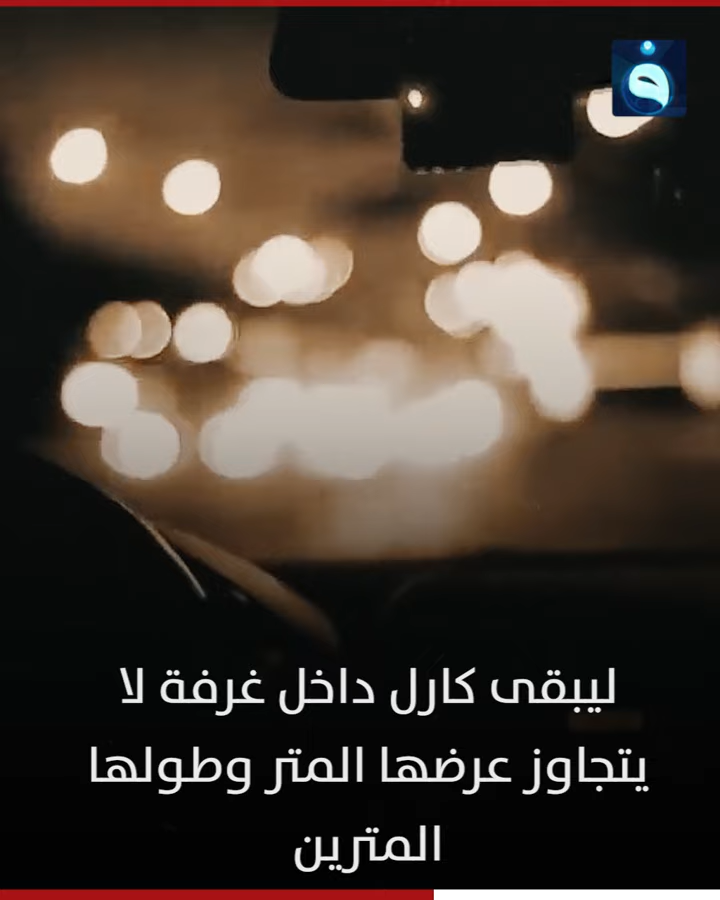 ليبقى كارل داخل غرفة لا
يتجاوز عرضها المتر وطولها
المترين